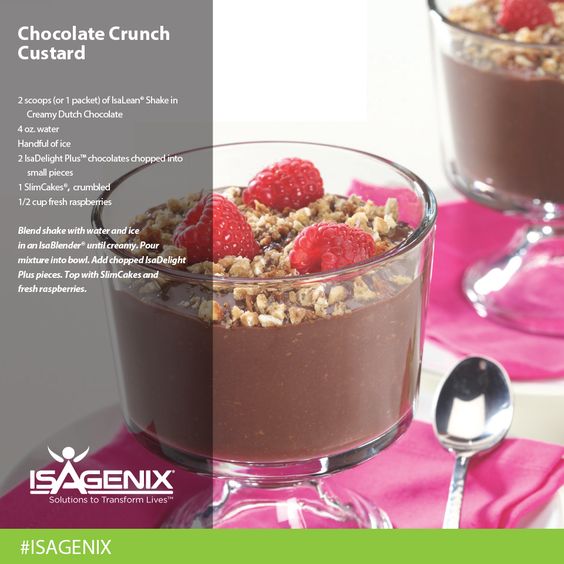 Chocolate Crunch
Custard
2 scoops (or 1 packet) of IsaLean® Shake in
Creamy Dutch Chocolate
4 oz. water
Handful of ice
2 IsaDelight Plus™ chocolates chopped into
small pieces
1 SlimCakes®, crumbled
1/2 cup fresh raspberries
Blend shake with water and ice
in an IsaBlender® until creamy. Pour
mixture into bowl. Add chopped IsaDelight
Plus pieces. Top with SlimCakes and
fresh raspberries.
ISAGENIX®
Solutions to Transform Lives™
#ISAGENIX